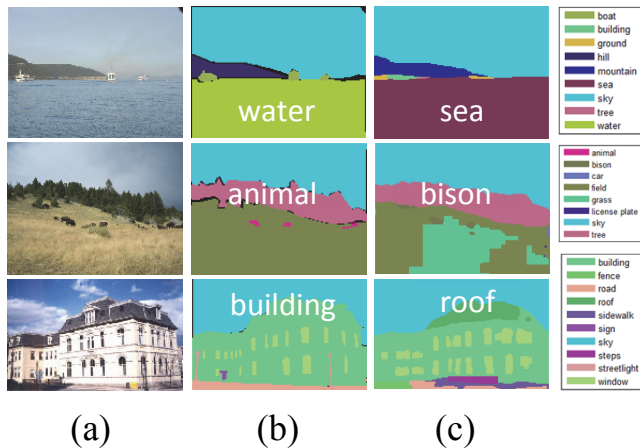 water
sea
boat
building
ground
hill
mountain
sea
sky
tree
water
animal
bison
animal
bison
car
field
grass
license plate
sky
tree
building
roof
building
fence
road
roof
sidewalk
sign
sky
steps
streetlight
window
(a) (b) (c)